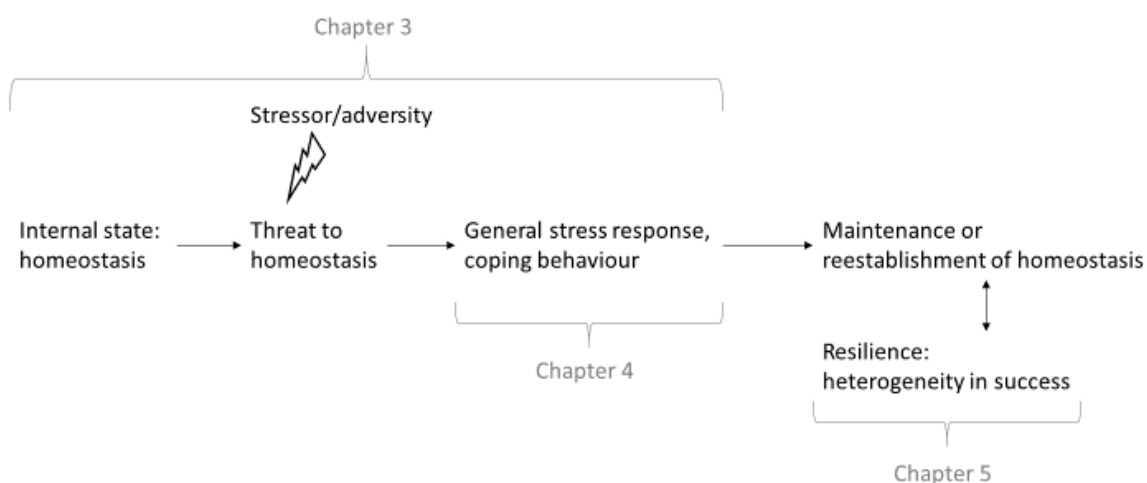 Chapter 3
Stressor/adversity
Internal state:
homeostasis
Threat to
homeostasis
General stress response,
coping behaviour
Maintenance or
reestablishment of homeostasis
Chapter 4
Resilience:
heterogeneity in success
Chapter 5